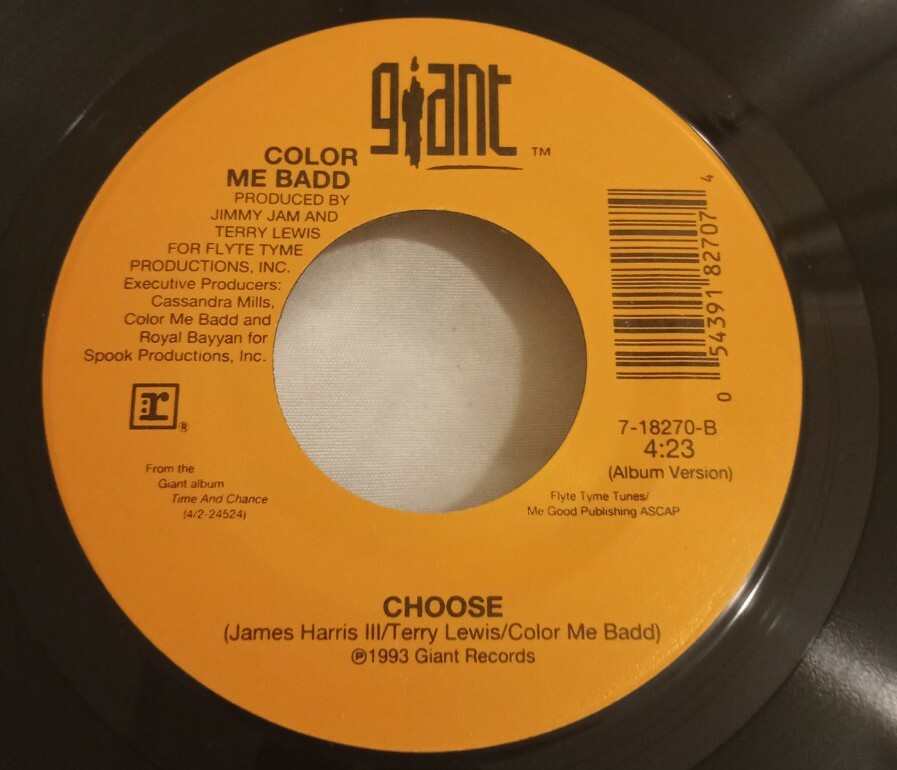 giant ™
COLOR
ME BADD
PRODUCED BY
JIMMY JAM AND
TERRY LEWIS
FOR FLYTE TYME
PRODUCTIONS, INC.
Executive Producers:
Cassandra Mills,
Color Me Badd and
Royal Bayyan for
Spook Productions, Inc.
r ®
From the
Giant album
Time And Chance
(4/2-24524)
0 54391 82707 4
7-18270-B
4:23
(Album Version)
Flyte Tyme Tunes/
Me Good Publishing ASCAP
CHOOSE
(James Harris III/Terry Lewis/Color Me Badd)
℗1993 Giant Records